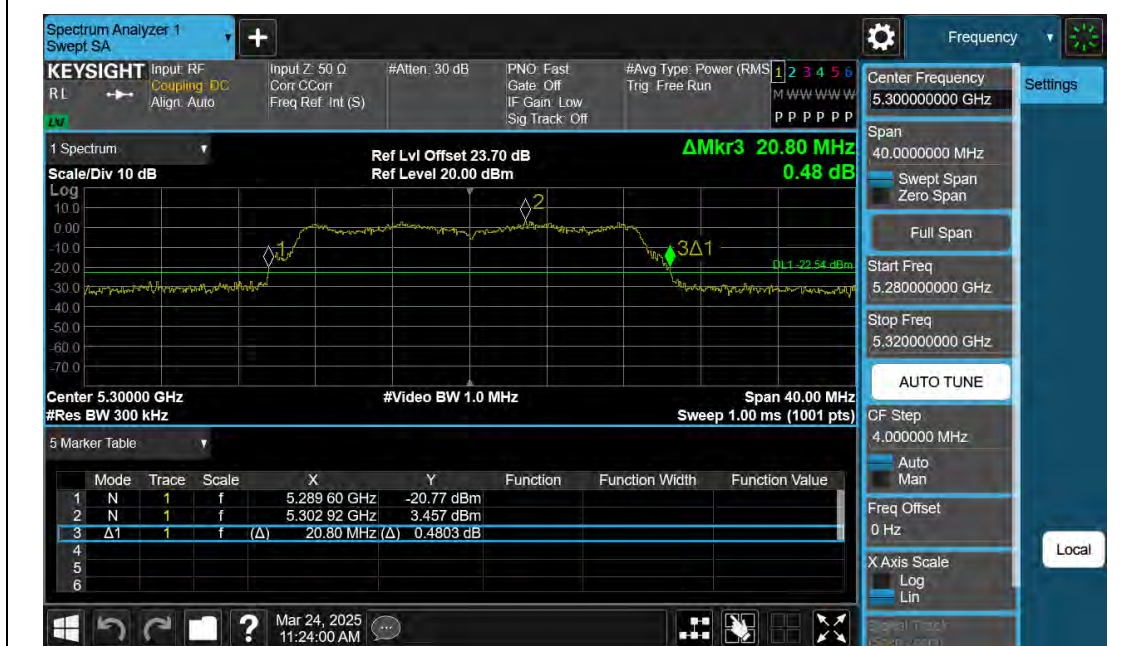 Spectrum Analyzer 1
Swept SA
+
Frequency
KEYSIGHT
RL
LXI
Input: RF
Coupling: DC
Align: Auto
Input Z: 50 Ω
Corr CCorr
Freq Ref: Int (S)
#Atten: 30 dB
PNO: Fast
Gate: Off
IF Gain: Low
Sig Track: Off
#Avg Type: Power (RMS
Trig: Free Run
1 2 3 4 5 6
M W W W W W
P P P P P P
1 Spectrum
Scale/Div 10 dB
Ref Lvl Offset 23.70 dB
Ref Level 20.00 dBm
ΔMkr3 20.80 MHz
0.48 dB
Log
10.0
0.00
-10.0
-20.0
-30.0
-40.0
-50.0
-60.0
-70.0
1
2
3Δ1
DL1 -22.54 dBm
Center 5.30000 GHz
#Res BW 300 kHz
#Video BW 1.0 MHz
Span 40.00 MHz
Sweep 1.00 ms (1001 pts)
5 Marker Table
Mode Trace Scale X Y Function Function Width Function Value
1 N 1 f 5.289 60 GHz -20.77 dBm
2 N 1 f 5.302 92 GHz 3.457 dBm
3 Δ1 1 f (Δ) 20.80 MHz (Δ) 0.4803 dB
4
5
6
Center Frequency
5.300000000 GHz
Settings
Span
40.0000000 MHz
Swept Span
Zero Span
Full Span
Start Freq
5.280000000 GHz
Stop Freq
5.320000000 GHz
AUTO TUNE
CF Step
4.000000 MHz
Auto
Man
Freq Offset
0 Hz
X Axis Scale
Log
Lin
Local
Signal Track
?
Mar 24, 2025
11:24:00 AM